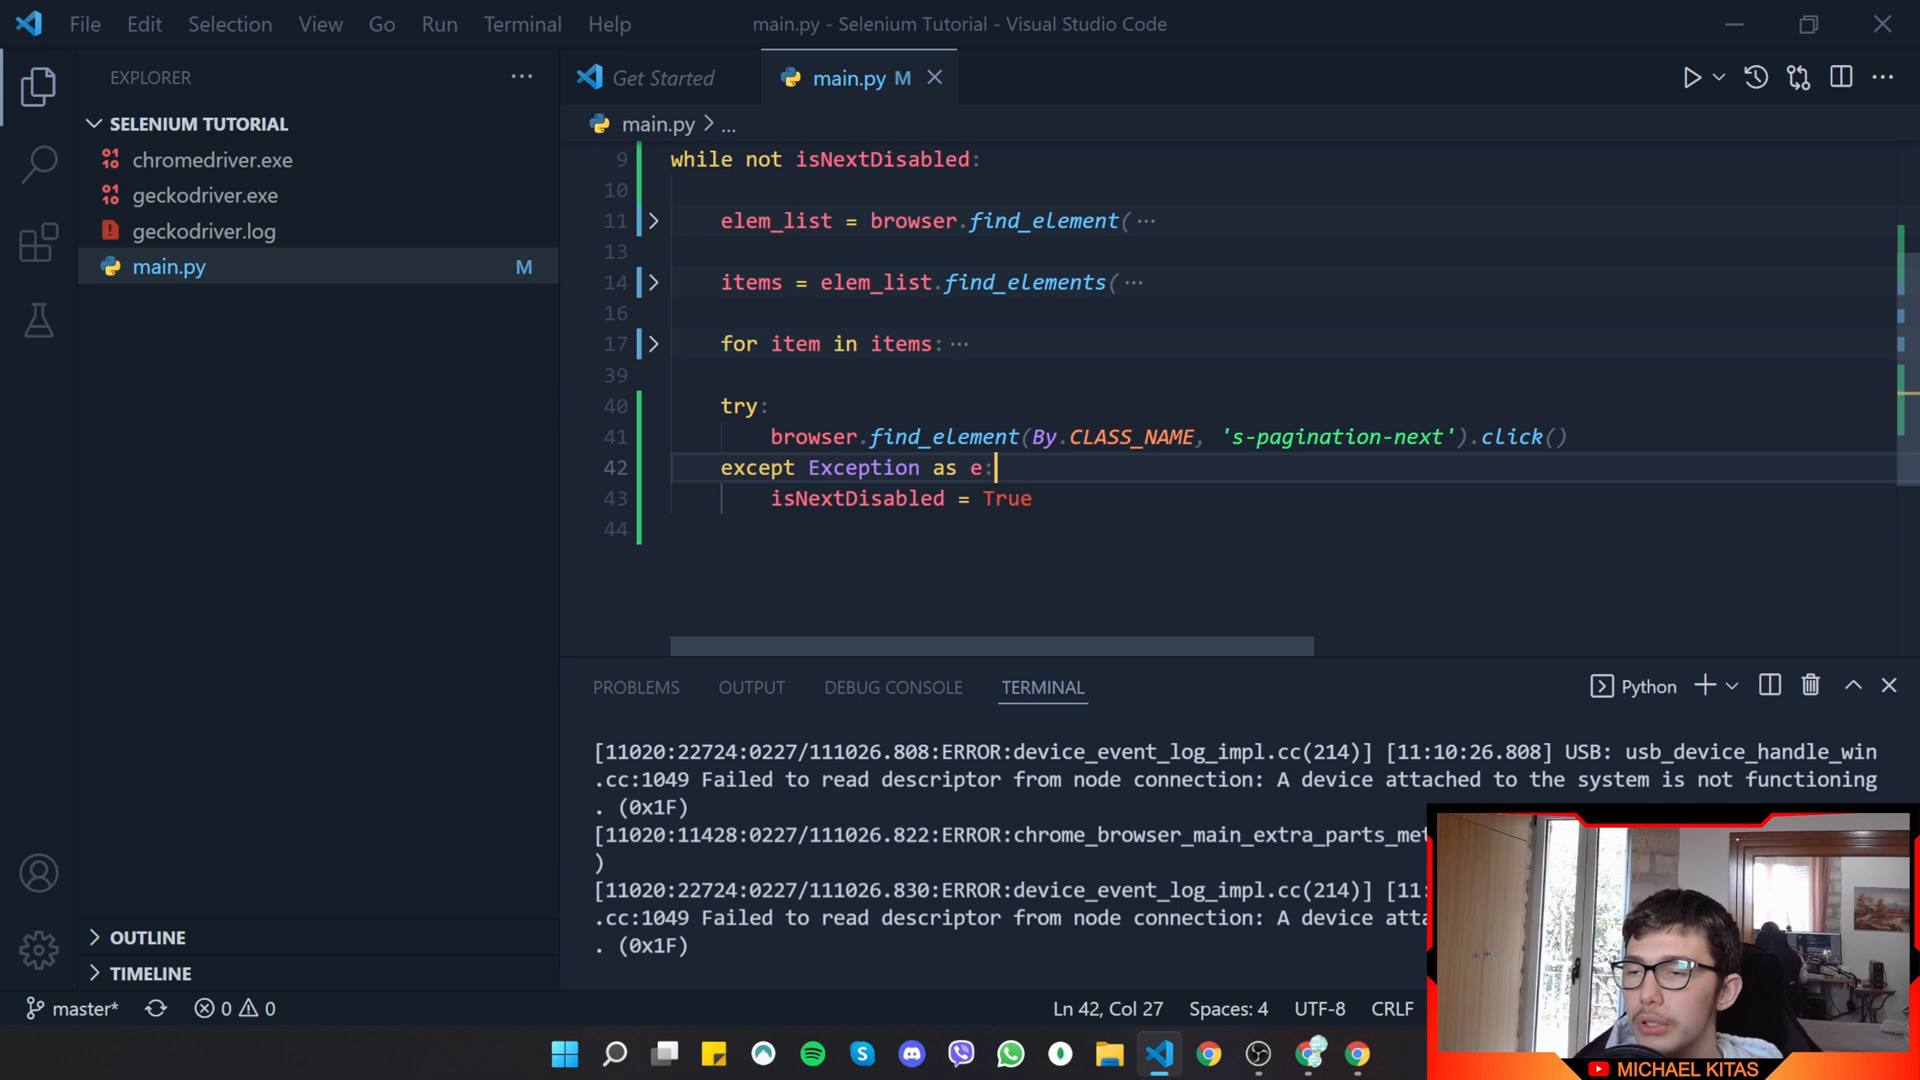 File Edit Selection View Go Run Terminal Help
main.py - Selenium Tutorial - Visual Studio Code
EXPLORER
SELENIUM TUTORIAL
chromedriver.exe
geckodriver.exe
geckodriver.log
main.py M
OUTLINE
TIMELINE
Get Started
main.py M
main.py > ...
9 while not isNextDisabled:
10
11 elem_list = browser.find_element(...
13
14 items = elem_list.find_elements(...
16
17 for item in items:...
39
40 try:
41 browser.find_element(By.CLASS_NAME, 's-pagination-next').click()
42 except Exception as e:
43 isNextDisabled = True
44
PROBLEMS OUTPUT DEBUG CONSOLE TERMINAL
Python
[11020:22724:0227/111026.808:ERROR:device_event_log_impl.cc(214)] [11:10:26.808] USB: usb_device_handle_win
.cc:1049 Failed to read descriptor from node connection: A device attached to the system is not functioning
. (0x1F)
[11020:11428:0227/111026.822:ERROR:chrome_browser_main_extra_parts_met
)
[11020:22724:0227/111026.830:ERROR:device_event_log_impl.cc(214)] [11:
.cc:1049 Failed to read descriptor from node connection: A device atta
. (0x1F)
master* 0 0
Ln 42, Col 27 Spaces: 4 UTF-8 CRLF
MICHAEL KITAS